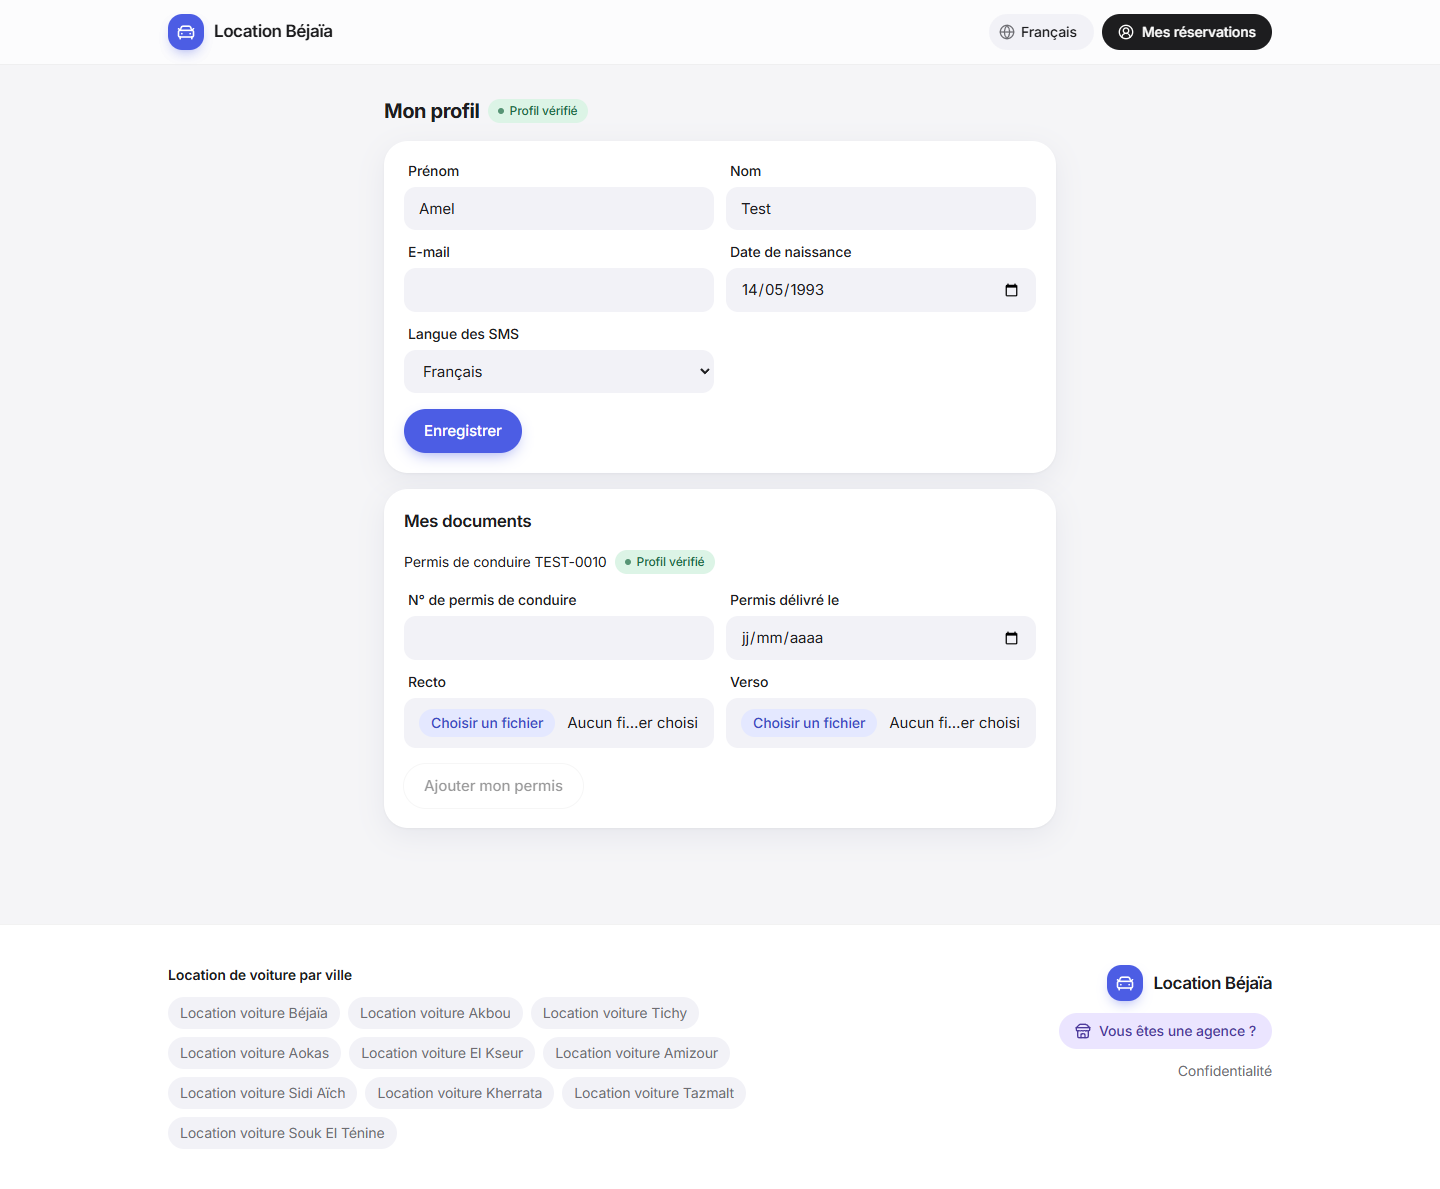 Location Béjaïa
Français
Mes réservations
Mon profil
Profil vérifié
Prénom
Nom
Amel
Test
E-mail
Date de naissance
14/05/1993
Langue des SMS
Français
Enregistrer
Mes documents
Permis de conduire TEST-0010
Profil vérifié
N° de permis de conduire
Permis délivré le
jj/mm/aaaa
Recto
Verso
Choisir un fichier
Aucun fi...er choisi
Choisir un fichier
Aucun fi...er choisi
Ajouter mon permis
Location de voiture par ville
Location voiture Béjaïa
Location voiture Akbou
Location voiture Tichy
Location voiture Aokas
Location voiture El Kseur
Location voiture Amizour
Location voiture Sidi Aïch
Location voiture Kherrata
Location voiture Tazmalt
Location voiture Souk El Ténine
Location Béjaïa
Vous êtes une agence ?
Confidentialité